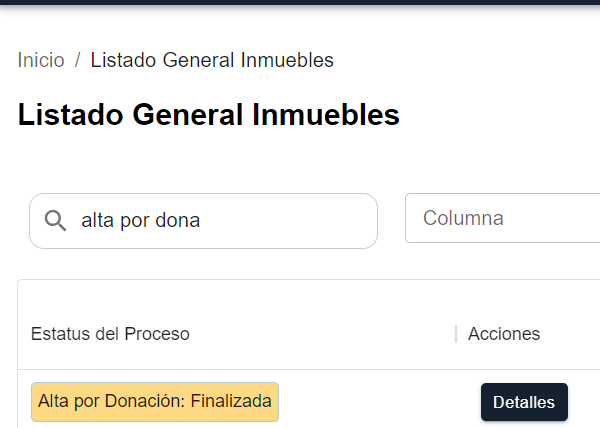 Inicio / Listado General Inmuebles
Listado General Inmuebles
alta por dona
Columna
Estatus del Proceso
Acciones
Alta por Donación: Finalizada
Detalles